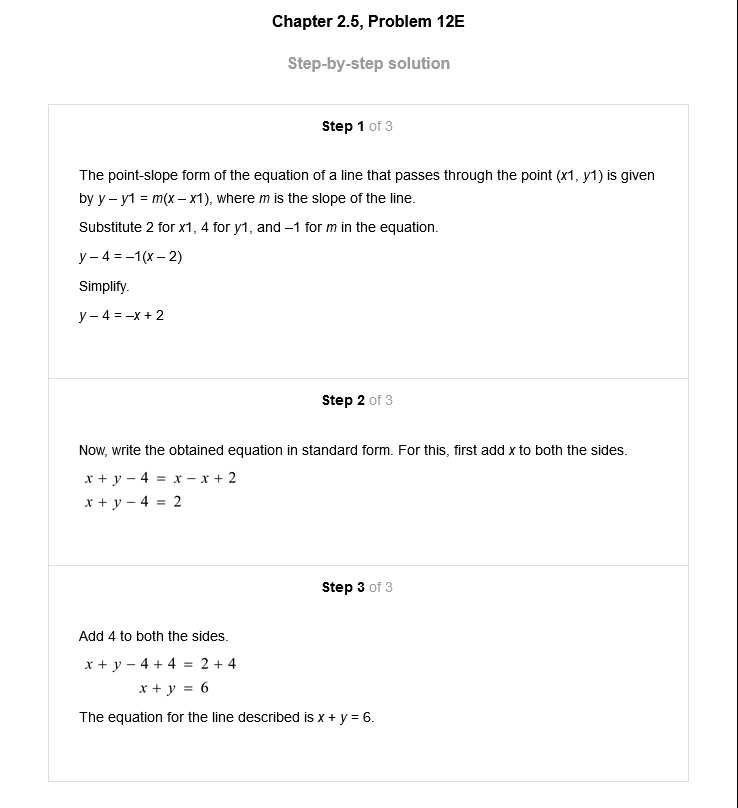 Chapter 2.5, Problem 12E
Step-by-step solution
Step 1 of 3
The point-slope form of the equation of a line that passes through the point (x1, y1) is given
by y – y1 = m(x – x1), where m is the slope of the line.
Substitute 2 for x1, 4 for y1, and –1 for m in the equation.
y – 4 = –1(x – 2)
Simplify.
y – 4 = –x + 2
Step 2 of 3
Now, write the obtained equation in standard form. For this, first add x to both the sides.
x + y − 4 = x − x + 2
x + y − 4 = 2
Step 3 of 3
Add 4 to both the sides.
x + y − 4 + 4 = 2 + 4
x + y = 6
The equation for the line described is x + y = 6.